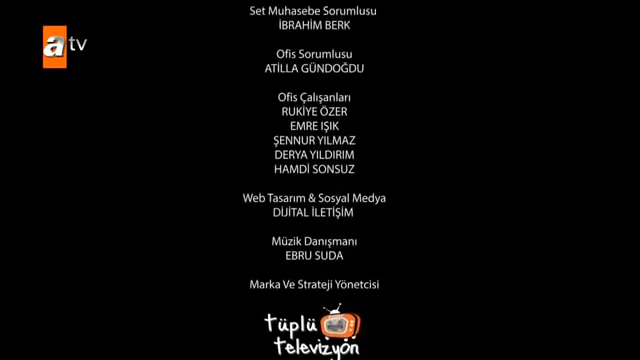 atv
Set Muhasebe Sorumlusu
İBRAHİM BERK
Ofis Sorumlusu
ATİLLA GÜNDOĞDU
Ofis Çalışanları
RUKİYE ÖZER
EMRE IŞIK
ŞENNUR YILMAZ
DERYA YILDIRIM
HAMDİ SONSUZ
Web Tasarım & Sosyal Medya
DİJİTAL İLETİŞİM
Müzik Danışmanı
EBRU SUDA
Marka Ve Strateji Yönetcisi
Tüplü
Televizyon